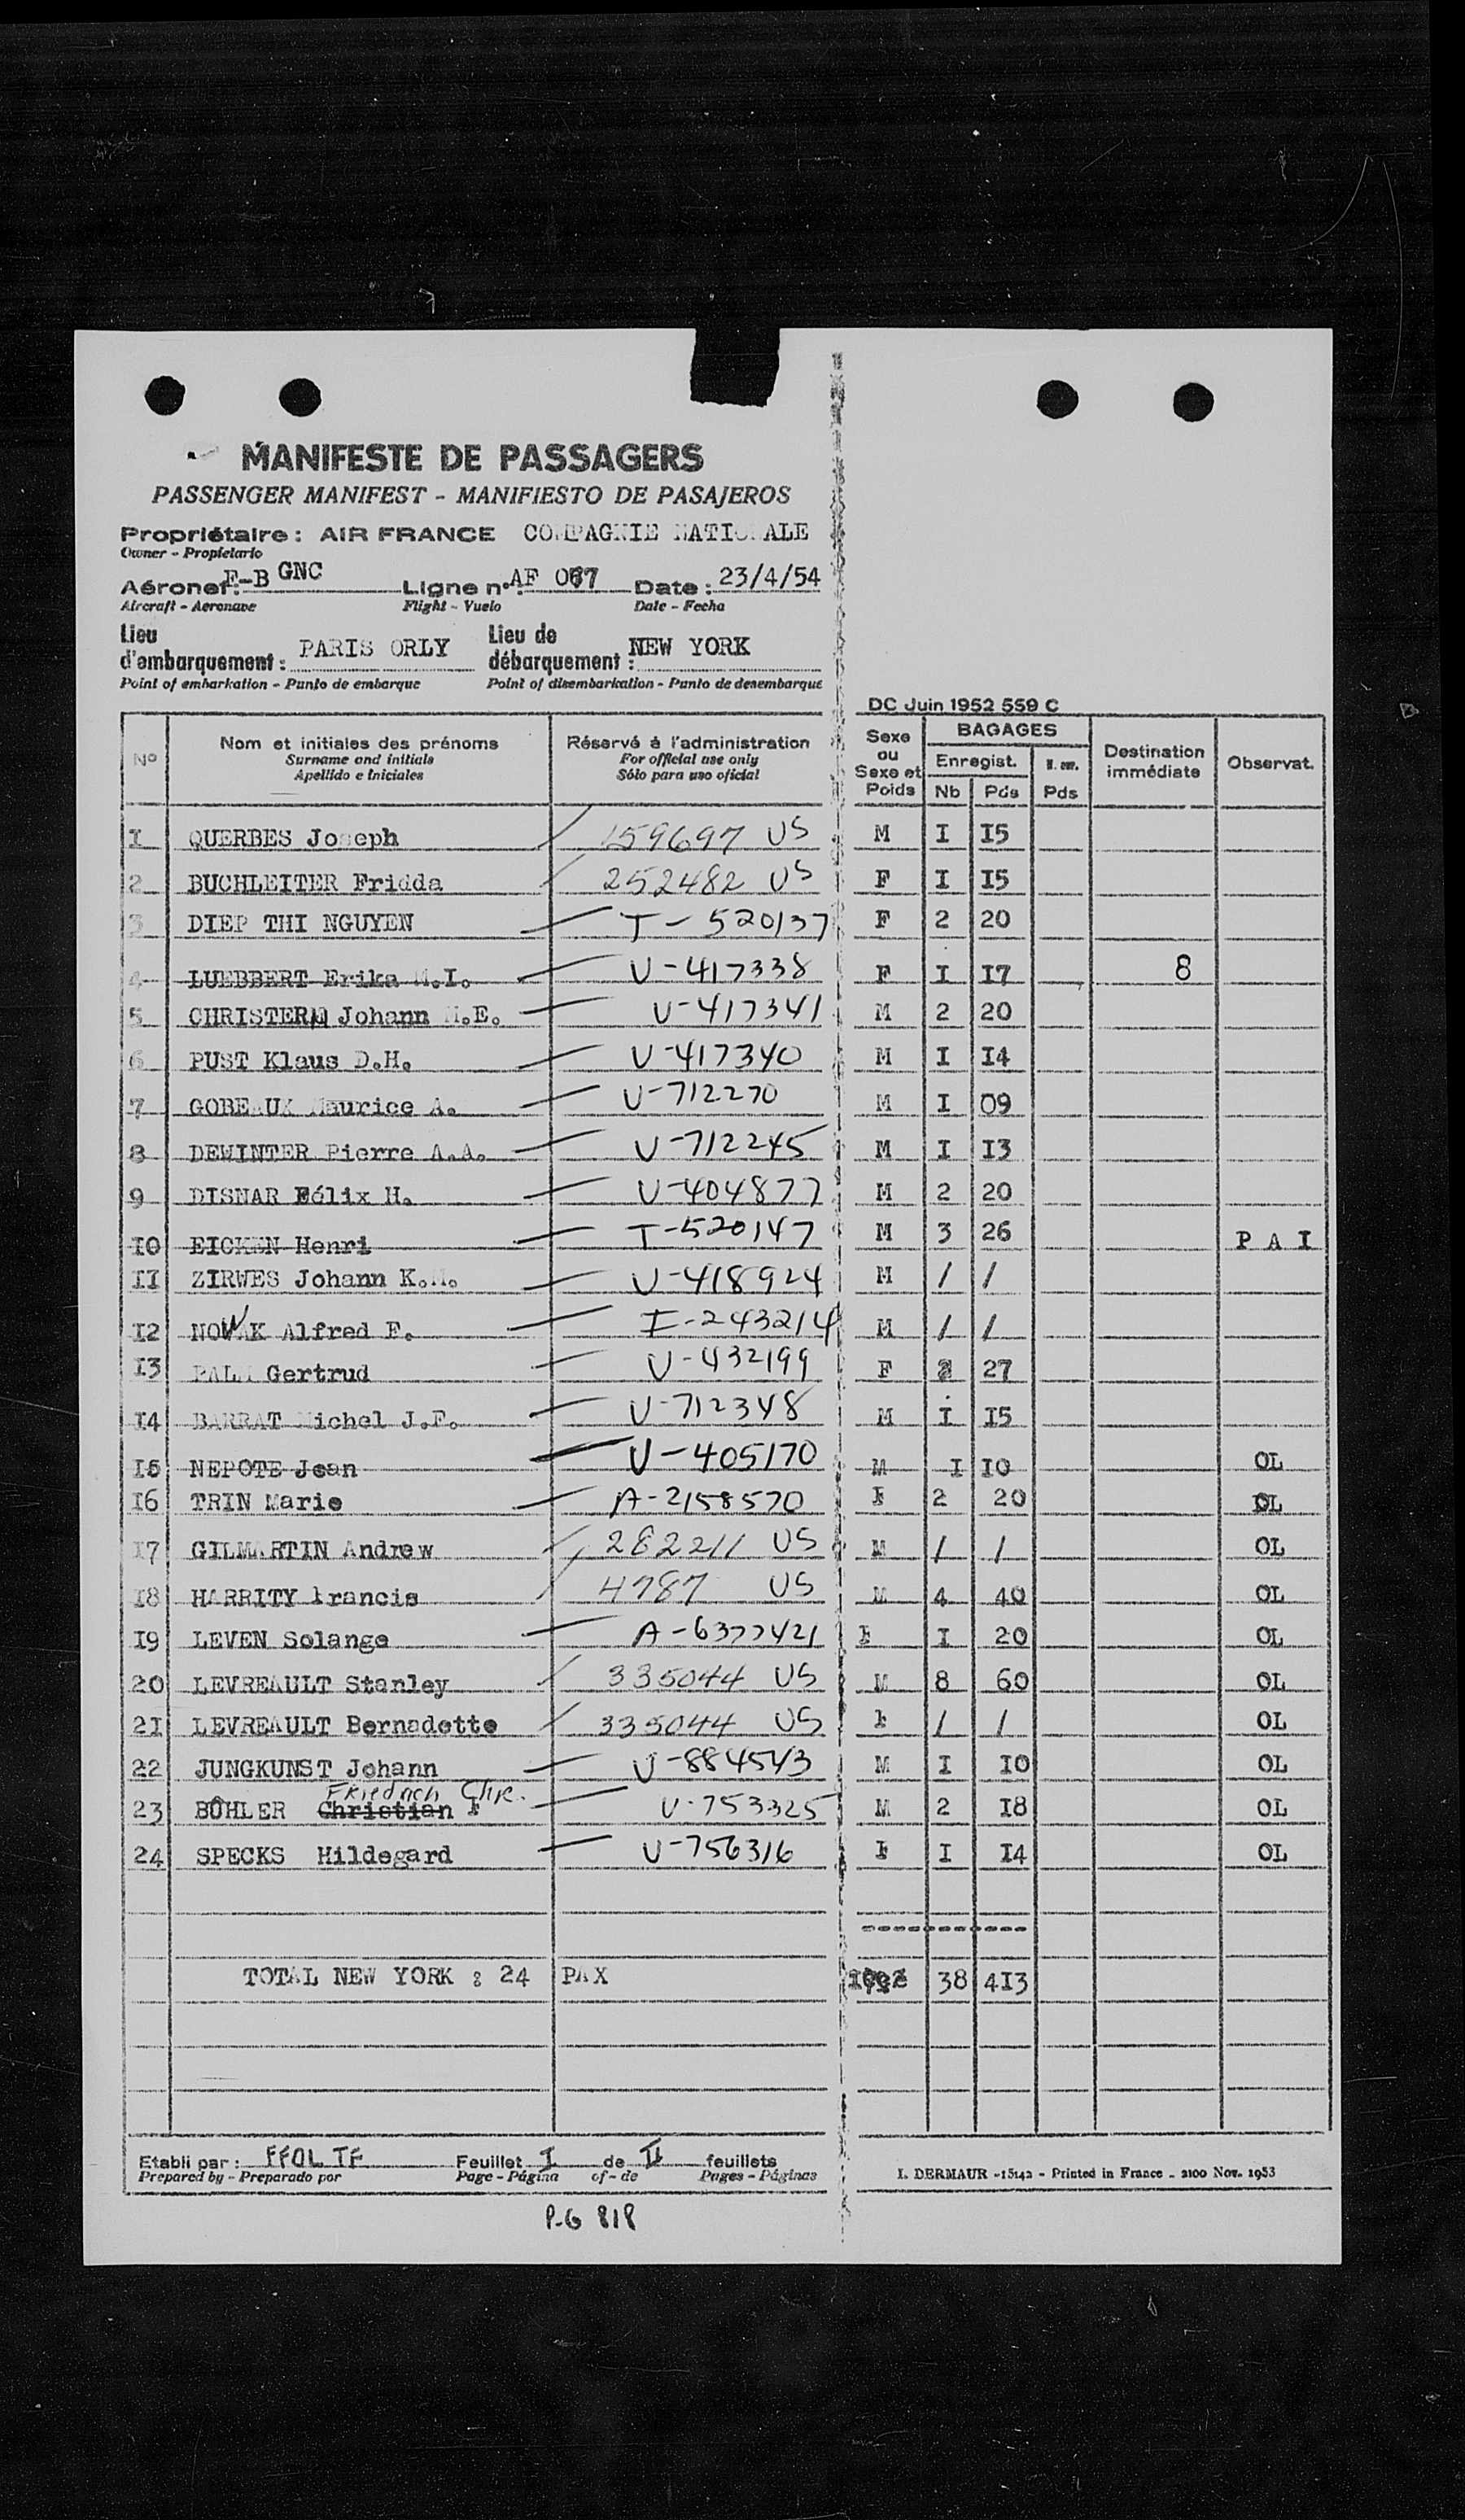 MANIFESTE DE PASSAGERS
PASSENGER MANIFEST - MANIFIESTO DE PASAJEROS
Propriétaire : AIR FRANCE COMPAGNIE NATIONALE
Owner - Propietario
Aéronef : F-B GNC Ligne n° : AF 067 Date : 23/4/54
Aircraft - Aeronave Flight - Vuelo Date - Fecha
Lieu d'embarquement : PARIS ORLY Lieu de débarquement : NEW YORK
Point of embarkation - Punto de embarque Point of disembarkation - Punto de desembarque
DC Juin 1952 559 C
N° Nom et initiales des prénoms Réservé à l'administration Sexe ou Sexe et Poids BAGAGES Destination immédiate Observat.
Surname and initials For official use only Enregist.
Apellido e iniciales Sólo para uso oficial Nb Pds Pds
I QUERBES Joseph 159697 US M I I5
2 BUCHLEITER Fridda 252482 US F I I5
3 DIEP THI NGUYEN T-520137 F 2 20
4 LUEBBERT Erika M.I. V-417338 F I I7 8
5 CHRISTERM Johann M.E. V-417341 M 2 20
6 PUST Klaus D.H. V-417340 M I I4
7 GOBEAUX Maurice A. V-712270 M I 09
8 DEWINTER Pierre A.A. V-712245 M I I3
9 DISNAR Félix H. V-404877 M 2 20
I0 EICKEN Henri T-520147 M 3 26 P A I
II ZIRWES Johann K.M. V-418924 M / /
I2 NOWAK Alfred F. I-243214 M / /
I3 PALM Gertrud V-432199 F 2 27
I4 BARRAT Michel J.F. V-712348 M I I5
I5 NEPOTE Jean V-405170 M I I0 OL
I6 TRIN Marie A-2158570 F 2 20 OL
I7 GILMARTIN Andrew 282211 US M / / OL
I8 HARRITY Francis 4787 US M 4 40 OL
I9 LEVEN Solange A-6377421 F I 20 OL
20 LEVREAULT Stanley 335044 US M 8 60 OL
2I LEVREAULT Bernadette 335044 US F / / OL
22 JUNGKUNST Johann V-884543 M I I0 OL
Friedrich Chr.
23 BÜHLER Christian F V-753325 M 2 I8 OL
24 SPECKS Hildegard V-756316 F I I4 OL
TOTAL NEW YORK : 24 PAX 38 4I3
Etabli par : FFOL TF Feuillet I de II feuillets
Prepared by - Preparado por Page - Página of - de Pages - Páginas
I. DERMAUR - 15142 - Printed in France - 2100 Nov. 1953
P.G 818